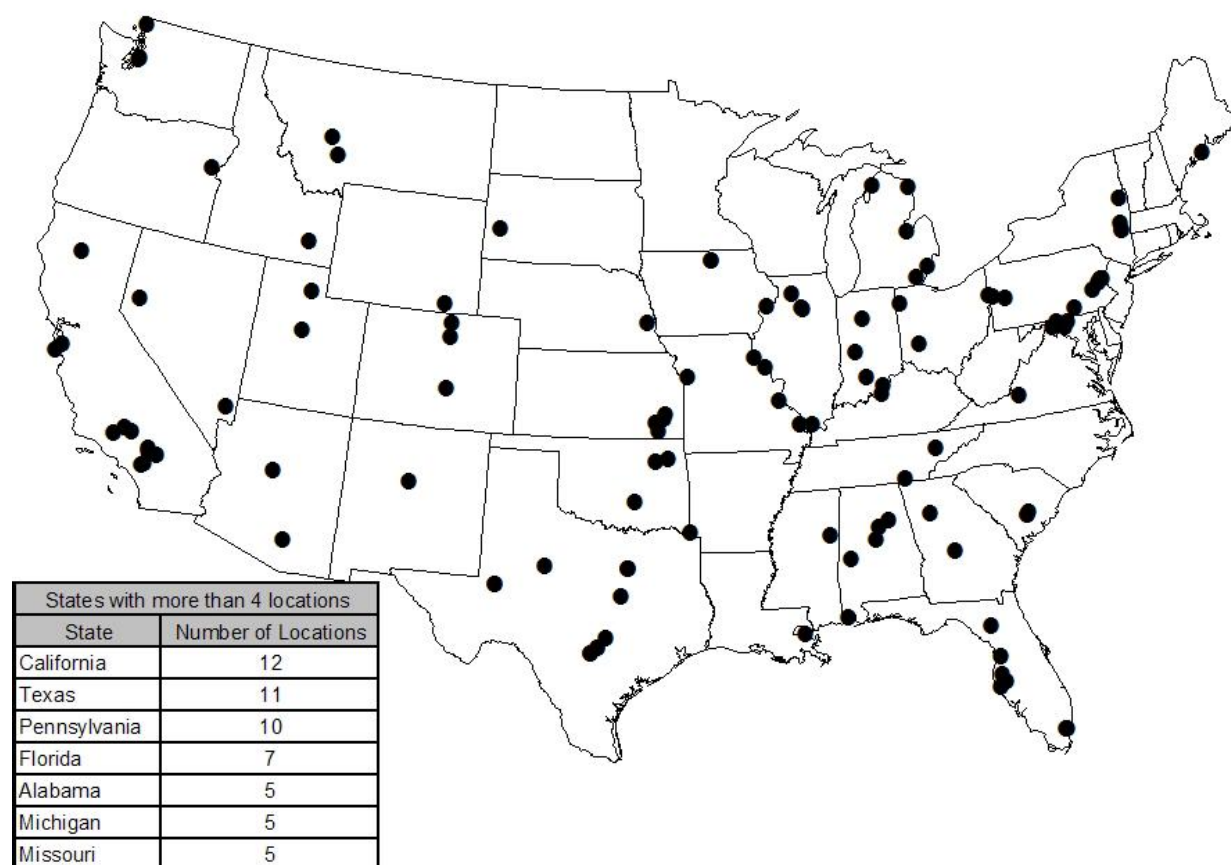 States with more than 4 locations
State Number of Locations
California 12
Texas 11
Pennsylvania 10
Florida 7
Alabama 5
Michigan 5
Missouri 5